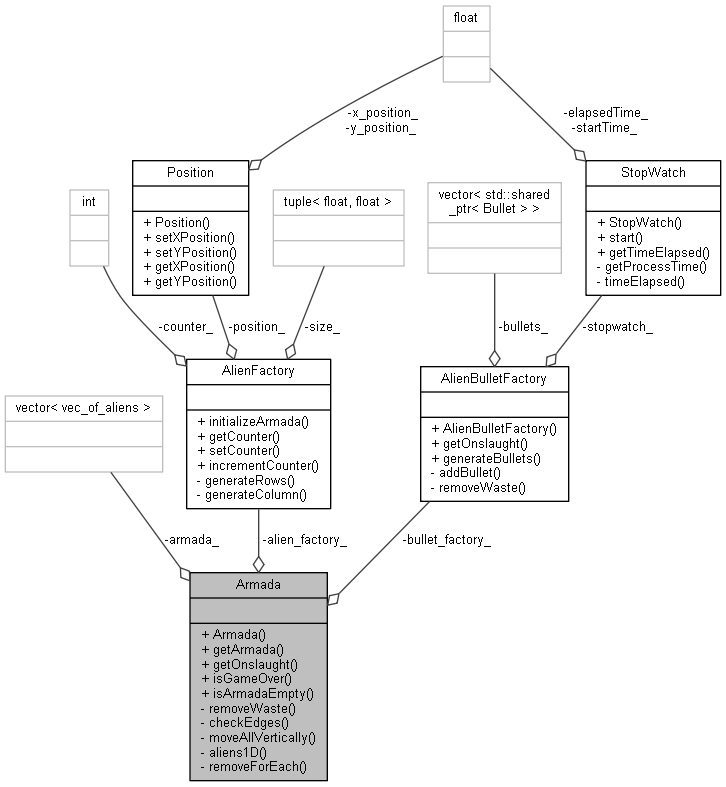 float
-x_position_
-y_position_
-elapsedTime_
-startTime_
Position
+ Position()
+ setXPosition()
+ setYPosition()
+ getXPosition()
+ getYPosition()
StopWatch
+ StopWatch()
+ start()
+ getTimeElapsed()
- getProcessTime()
- timeElapsed()
int
tuple< float, float >
vector< std::shared
_ptr< Bullet > >
-counter_
-position_
-size_
-bullets_
-stopwatch_
AlienFactory
+ initializeArmada()
+ getCounter()
+ setCounter()
+ incrementCounter()
- generateRows()
- generateColumn()
AlienBulletFactory
+ AlienBulletFactory()
+ getOnslaught()
+ generateBullets()
- addBullet()
- removeWaste()
vector< vec_of_aliens >
-armada_
-alien_factory_
-bullet_factory_
Armada
+ Armada()
+ getArmada()
+ getOnslaught()
+ isGameOver()
+ isArmadaEmpty()
- removeWaste()
- checkEdges()
- moveAllVertically()
- aliens1D()
- removeForEach()